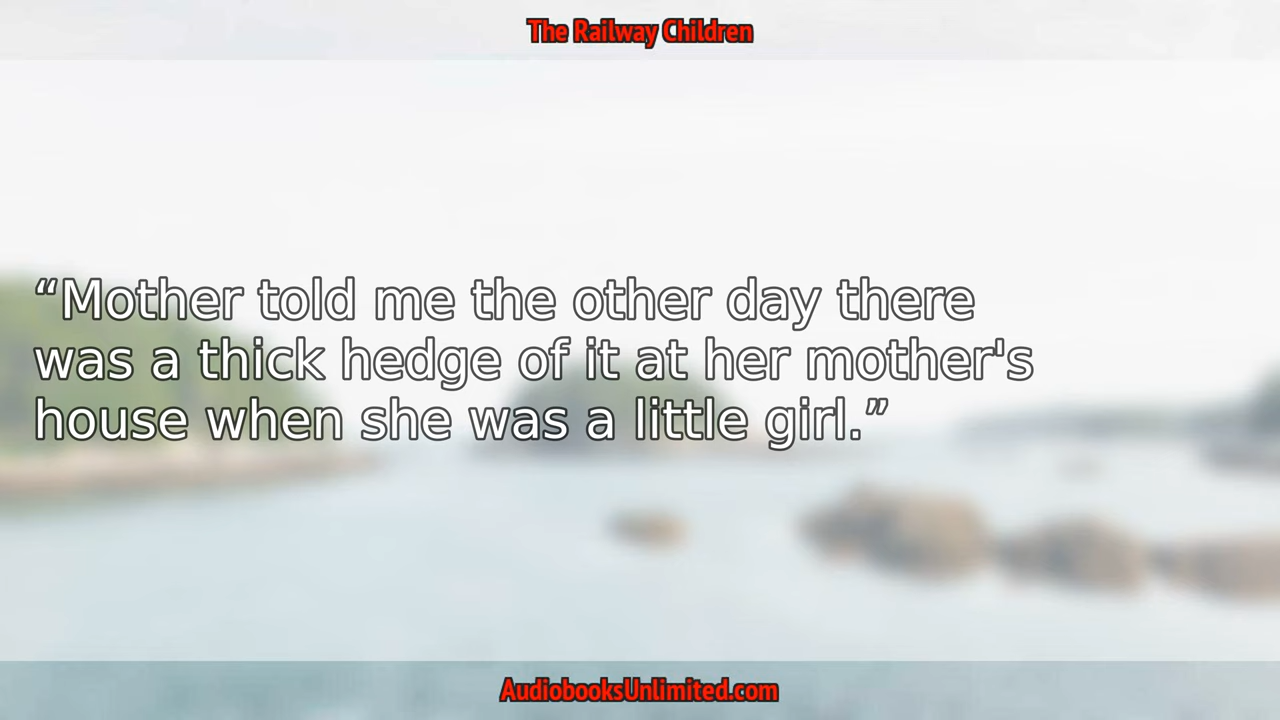 The Railway Children
“Mother told me the other day there
was a thick hedge of it at her mother's
house when she was a little girl.”
AudiobooksUnlimited.com